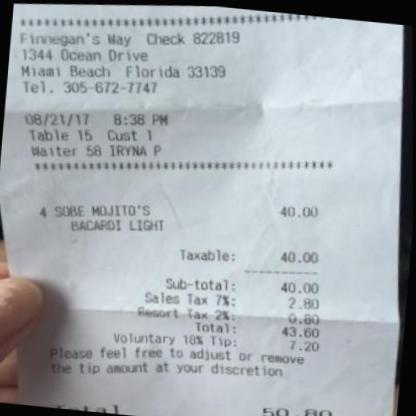 ***********************************
Finnegan's Way Check 822819
1344 Ocean Drive
Miami Beach Florida 33139
Tel. 305-672-7747
08/21/17 8:38 PM
Table 15 Cust 1
Waiter 58 IRYNA P
***********************************
4 SOBE MOJITO'S 40.00
BACARDI LIGHT
Taxable: 40.00
----------
Sub-total: 40.00
Sales Tax 7%: 2.80
Resort Tax 2%: 0.80
Total: 43.60
Voluntary 18% Tip: 7.20
Please feel free to adjust or remove
the tip amount at your discretion
Total 50.80